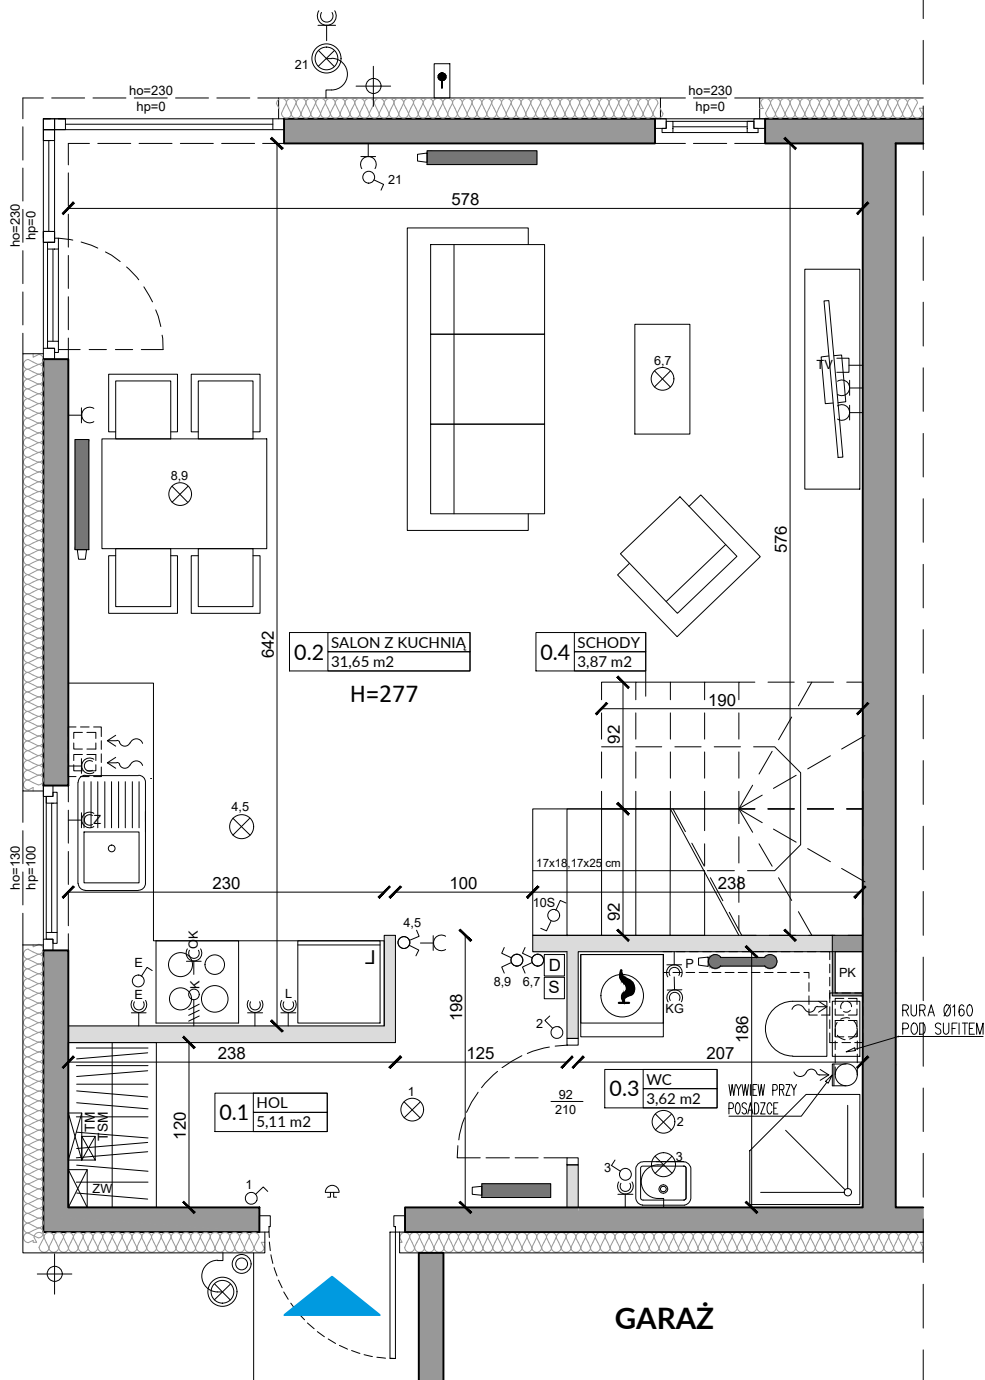 21
ho=230
hp=0
ho=230
hp=0
21
578
ho=230
hp=0
6,7
TV
8,9
576
642
0.2 SALON Z KUCHNIĄ
31,65 m2
0.4 SCHODY
3,87 m2
H=277
190
92
4,5
CZ
ho=130
hp=100
17x18,17x25 cm
230
100
238
10S
92
4,5
OK
E
E
OK
L
8,9
6,7
D
S
P
KG
PK
RURA Ø160
POD SUFITEM
198
2
186
238
125
207
0.1 HOL
5,11 m2
1
92
210
0.3 WC
3,62 m2
WYWIEW PRZY
POSADZCE
120
TM
TSM
2
3
3
ZW
1
GARAŻ